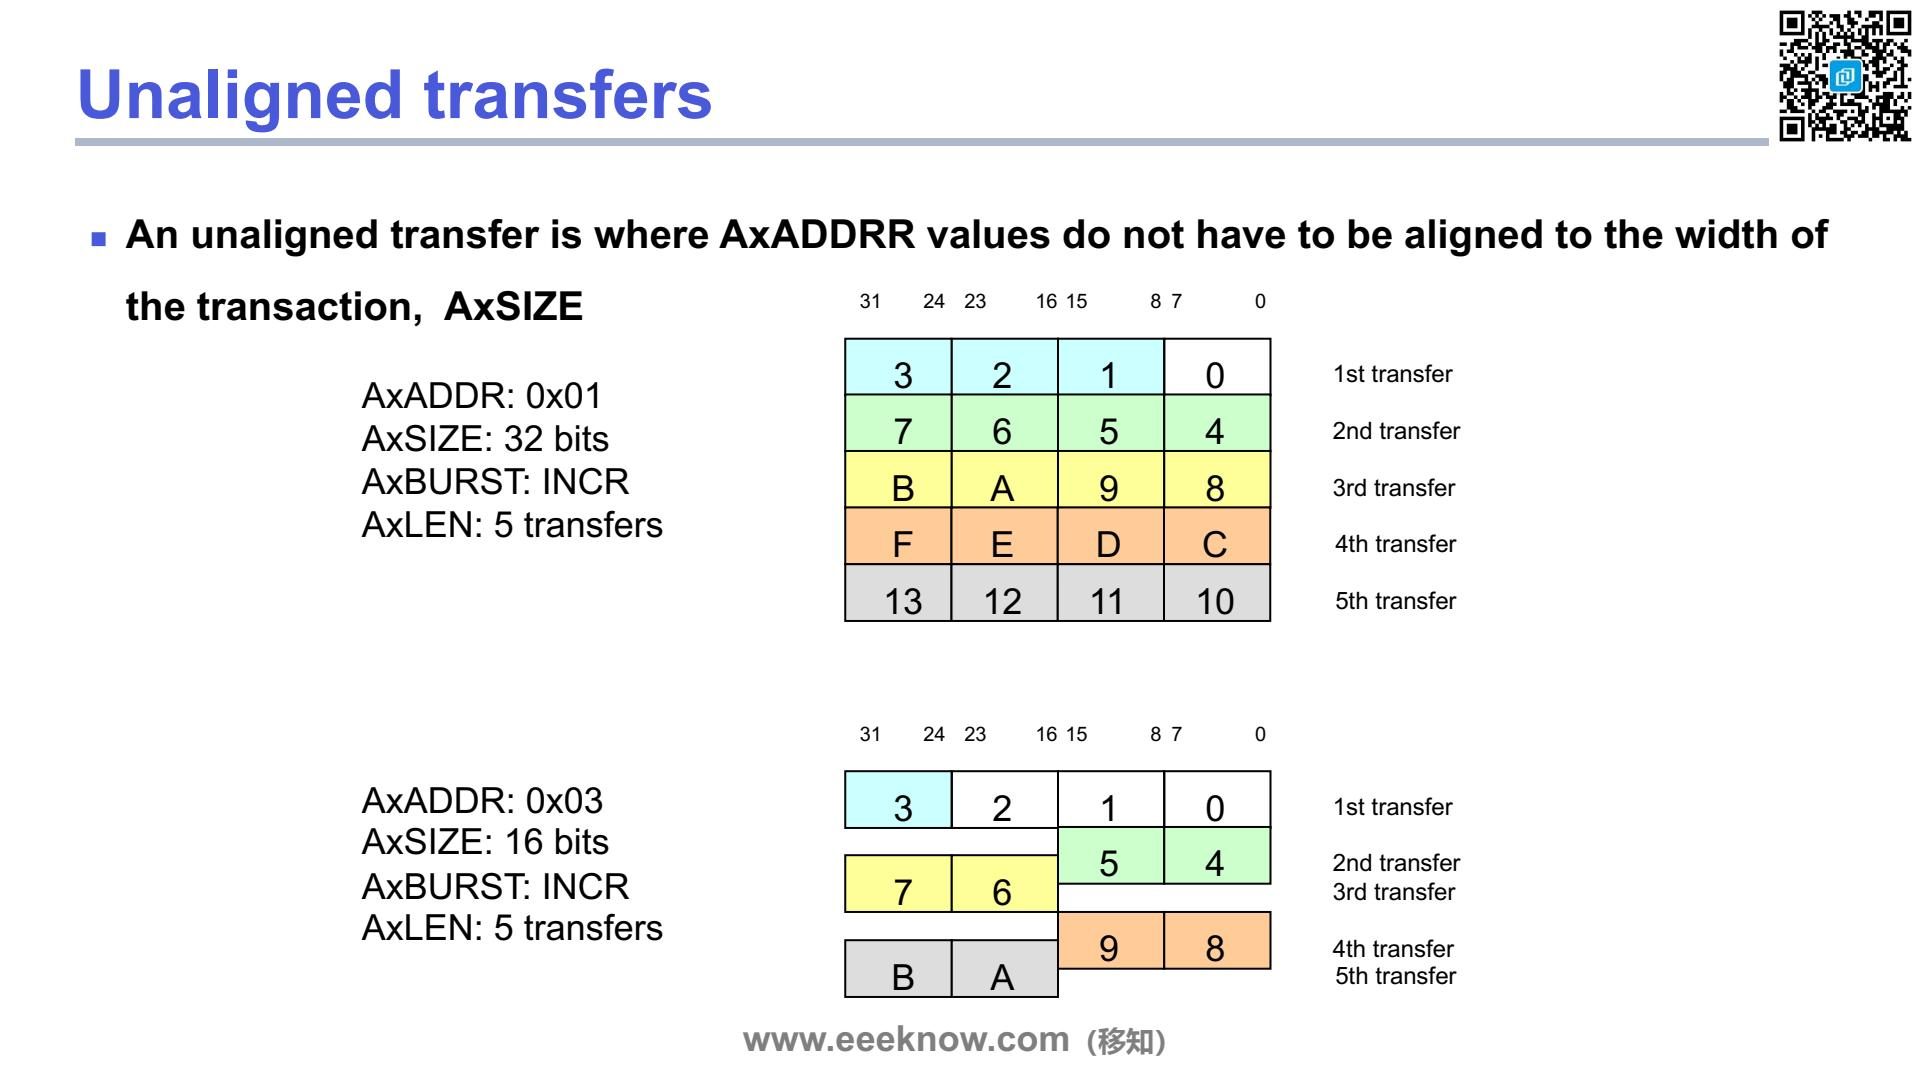 Unaligned transfers
▪ An unaligned transfer is where AxADDRR values do not have to be aligned to the width of
the transaction, AxSIZE
31 24 23 16 15 8 7 0
AxADDR: 0x01
AxSIZE: 32 bits
AxBURST: INCR
AxLEN: 5 transfers
3 2 1 0 1st transfer
7 6 5 4 2nd transfer
B A 9 8 3rd transfer
F E D C 4th transfer
13 12 11 10 5th transfer
31 24 23 16 15 8 7 0
AxADDR: 0x03
AxSIZE: 16 bits
AxBURST: INCR
AxLEN: 5 transfers
3 2 1 0 1st transfer
5 4 2nd transfer
7 6 3rd transfer
9 8 4th transfer
B A 5th transfer
www.eeeknow.com (移知)